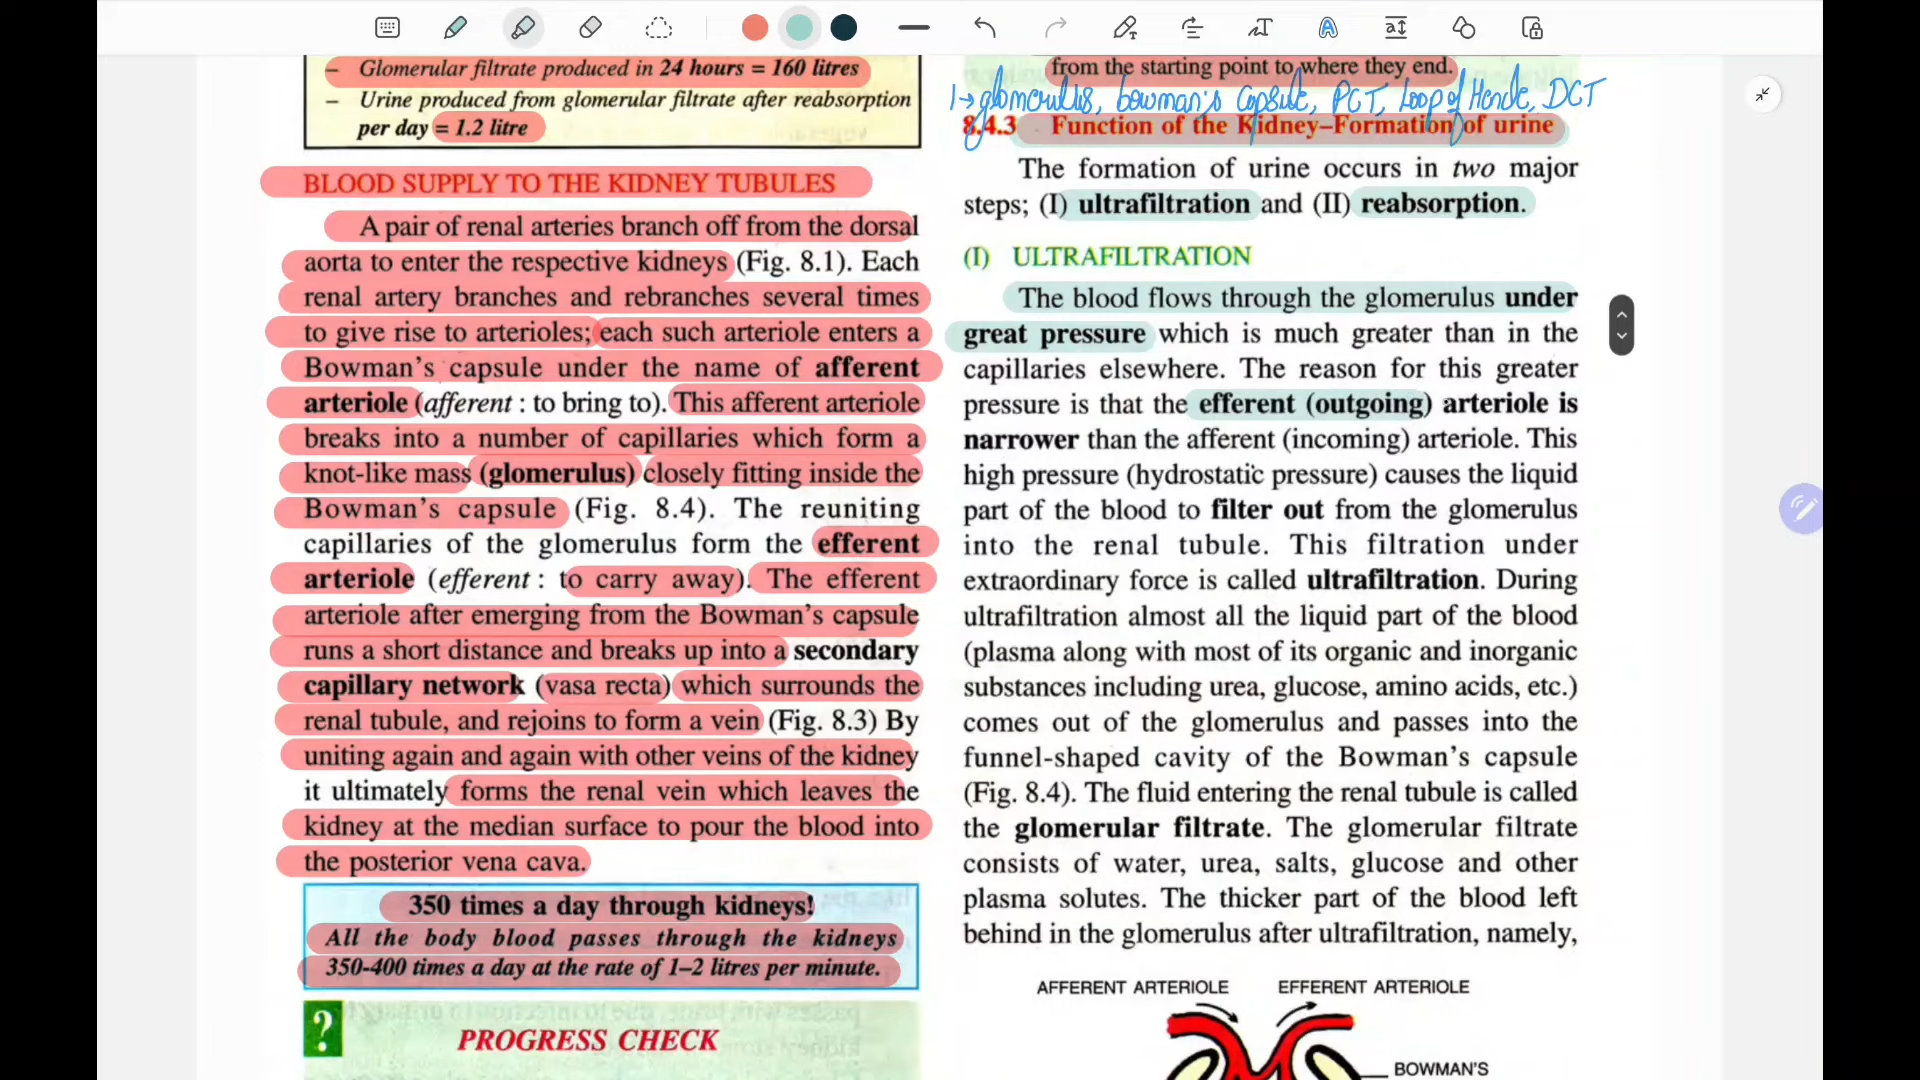 – Glomerular filtrate produced in 24 hours = 160 litres
– Urine produced from glomerular filtrate after reabsorption
per day = 1.2 litre
BLOOD SUPPLY TO THE KIDNEY TUBULES
A pair of renal arteries branch off from the dorsal
aorta to enter the respective kidneys (Fig. 8.1). Each
renal artery branches and rebranches several times
to give rise to arterioles; each such arteriole enters a
Bowman's capsule under the name of afferent
arteriole (afferent : to bring to). This afferent arteriole
breaks into a number of capillaries which form a
knot-like mass (glomerulus) closely fitting inside the
Bowman's capsule (Fig. 8.4). The reuniting
capillaries of the glomerulus form the efferent
arteriole (efferent : to carry away). The efferent
arteriole after emerging from the Bowman's capsule
runs a short distance and breaks up into a secondary
capillary network (vasa recta) which surrounds the
renal tubule, and rejoins to form a vein (Fig. 8.3) By
uniting again and again with other veins of the kidney
it ultimately forms the renal vein which leaves the
kidney at the median surface to pour the blood into
the posterior vena cava.
350 times a day through kidneys!
All the body blood passes through the kidneys
350-400 times a day at the rate of 1–2 litres per minute.
?
PROGRESS CHECK
from the starting point to where they end.
1→ glomerulus, bowman's capsule, PCT, Loop of Henle, DCT
8.4.3 Function of the Kidney–Formation of urine
The formation of urine occurs in two major
steps; (I) ultrafiltration and (II) reabsorption.
(I) ULTRAFILTRATION
The blood flows through the glomerulus under
great pressure which is much greater than in the
capillaries elsewhere. The reason for this greater
pressure is that the efferent (outgoing) arteriole is
narrower than the afferent (incoming) arteriole. This
high pressure (hydrostatic pressure) causes the liquid
part of the blood to filter out from the glomerulus
into the renal tubule. This filtration under
extraordinary force is called ultrafiltration. During
ultrafiltration almost all the liquid part of the blood
(plasma along with most of its organic and inorganic
substances including urea, glucose, amino acids, etc.)
comes out of the glomerulus and passes into the
funnel-shaped cavity of the Bowman's capsule
(Fig. 8.4). The fluid entering the renal tubule is called
the glomerular filtrate. The glomerular filtrate
consists of water, urea, salts, glucose and other
plasma solutes. The thicker part of the blood left
behind in the glomerulus after ultrafiltration, namely,
AFFERENT ARTERIOLE EFFERENT ARTERIOLE
BOWMAN'S